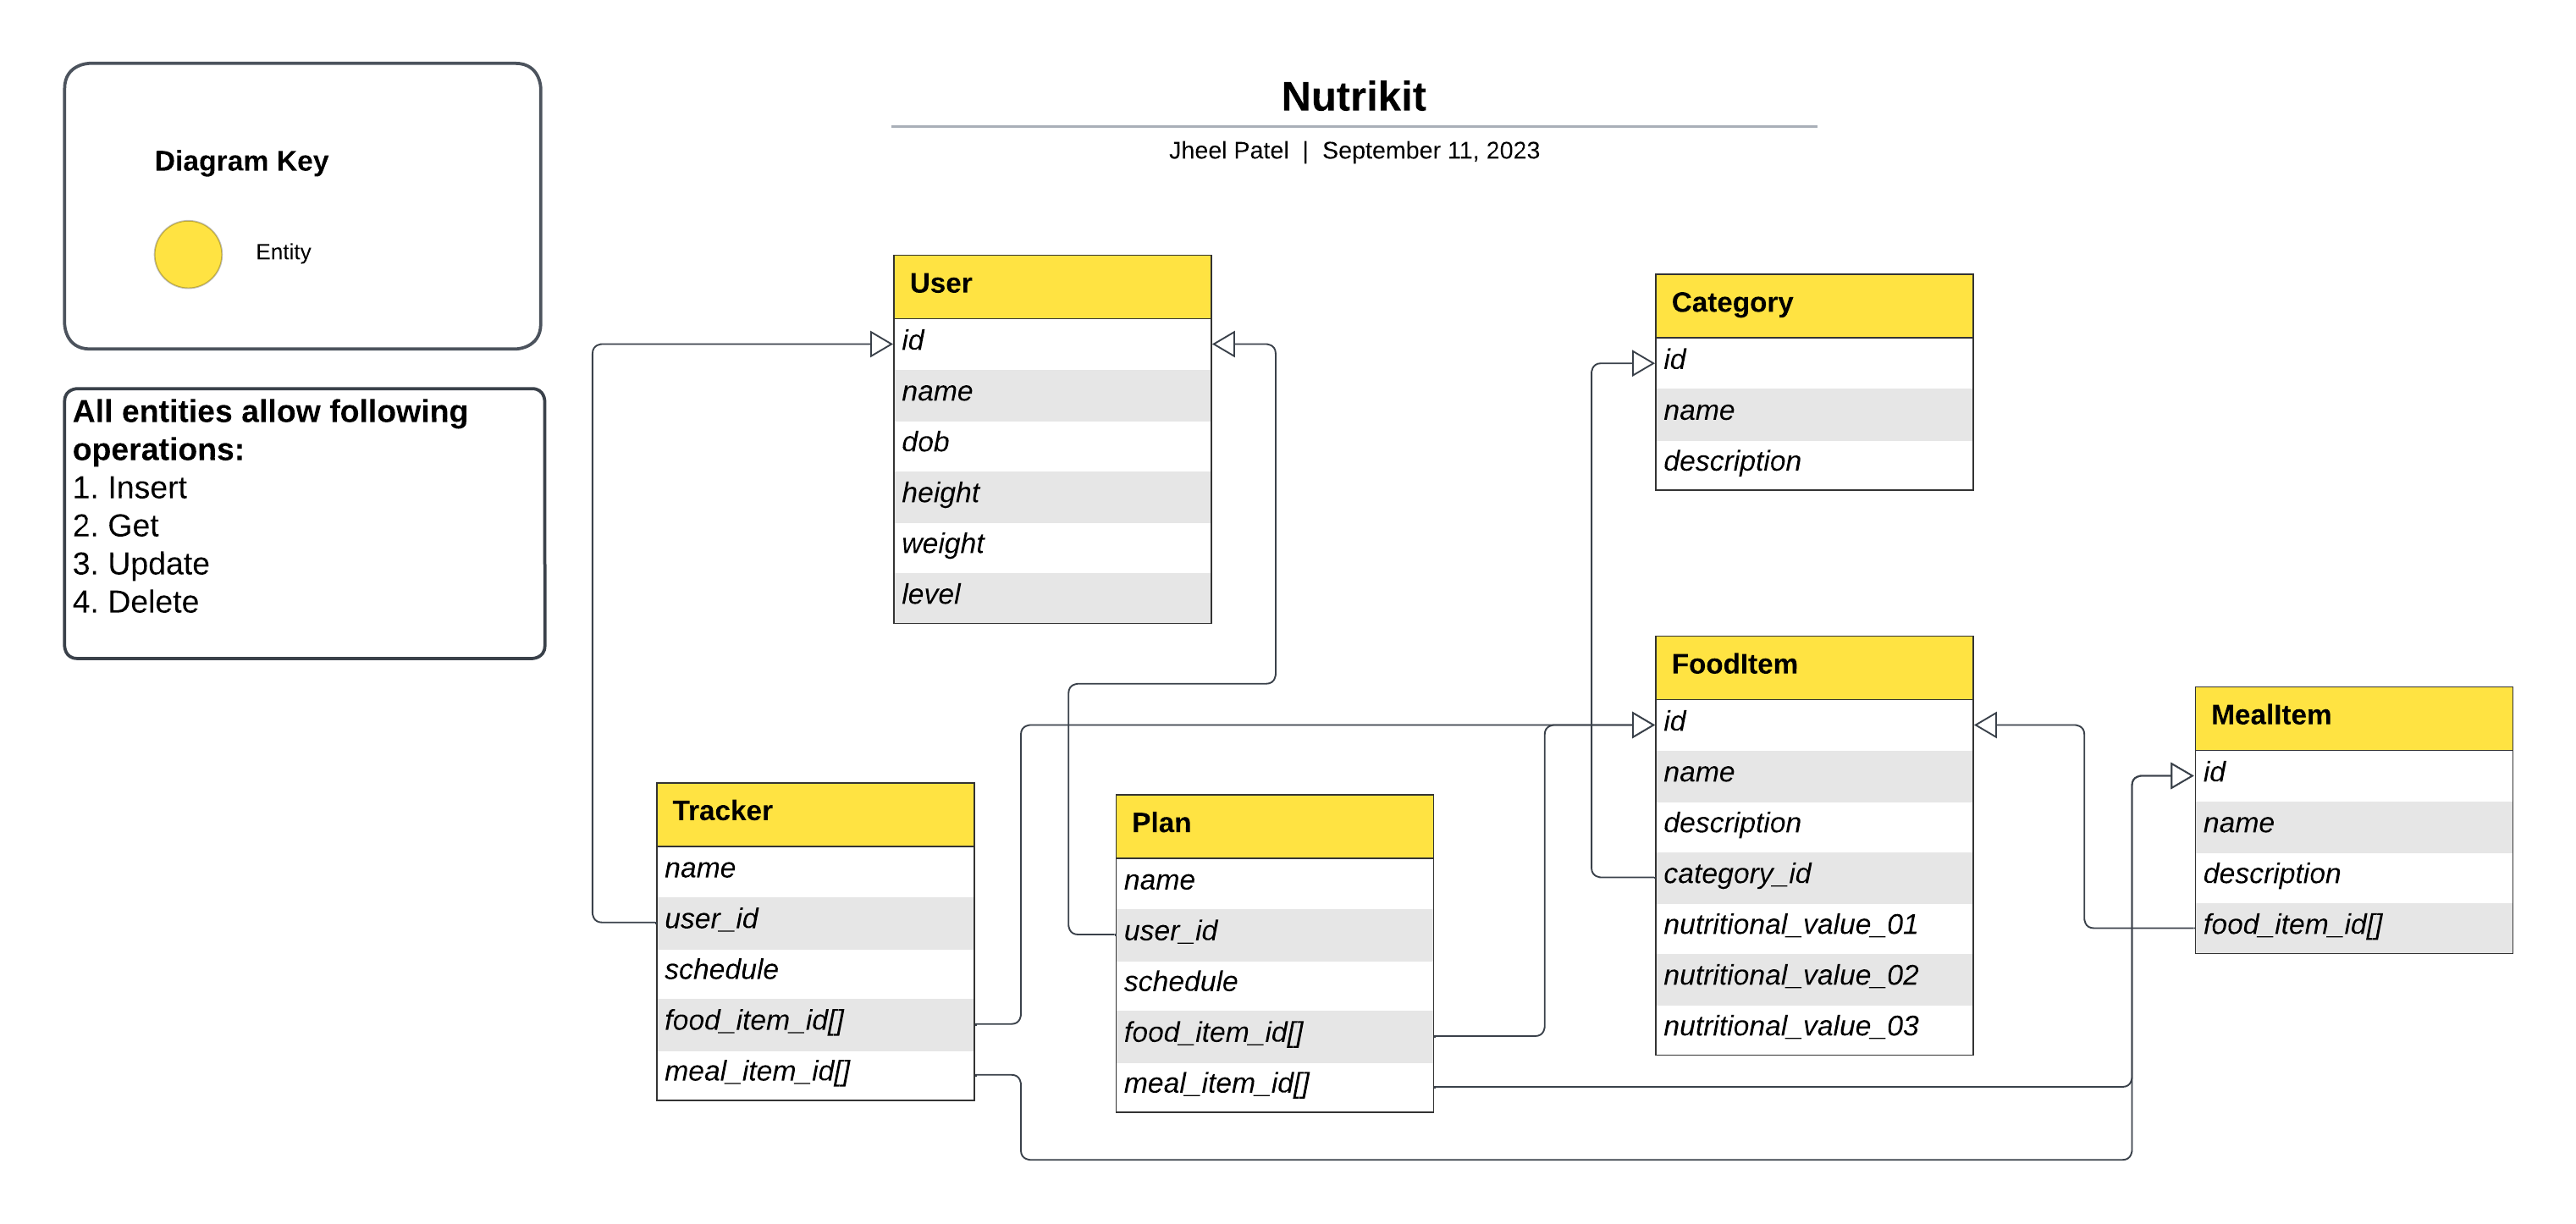 Nutrikit
Jheel Patel | September 11, 2023
Diagram Key
Entity
All entities allow following
operations:
1. Insert
2. Get
3. Update
4. Delete
User
id
name
dob
height
weight
level
Category
id
name
description
FoodItem
id
name
description
category_id
nutritional_value_01
nutritional_value_02
nutritional_value_03
MealItem
id
name
description
food_item_id[]
Tracker
name
user_id
schedule
food_item_id[]
meal_item_id[]
Plan
name
user_id
schedule
food_item_id[]
meal_item_id[]